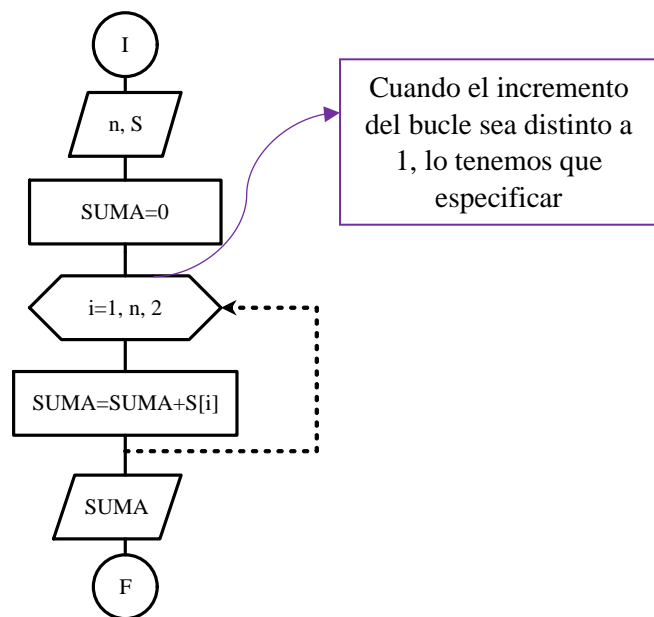 I
n, S
SUMA=0
i=1, n, 2
SUMA=SUMA+S[i]
SUMA
F
Cuando el incremento
del bucle sea distinto a
1, lo tenemos que
especificar